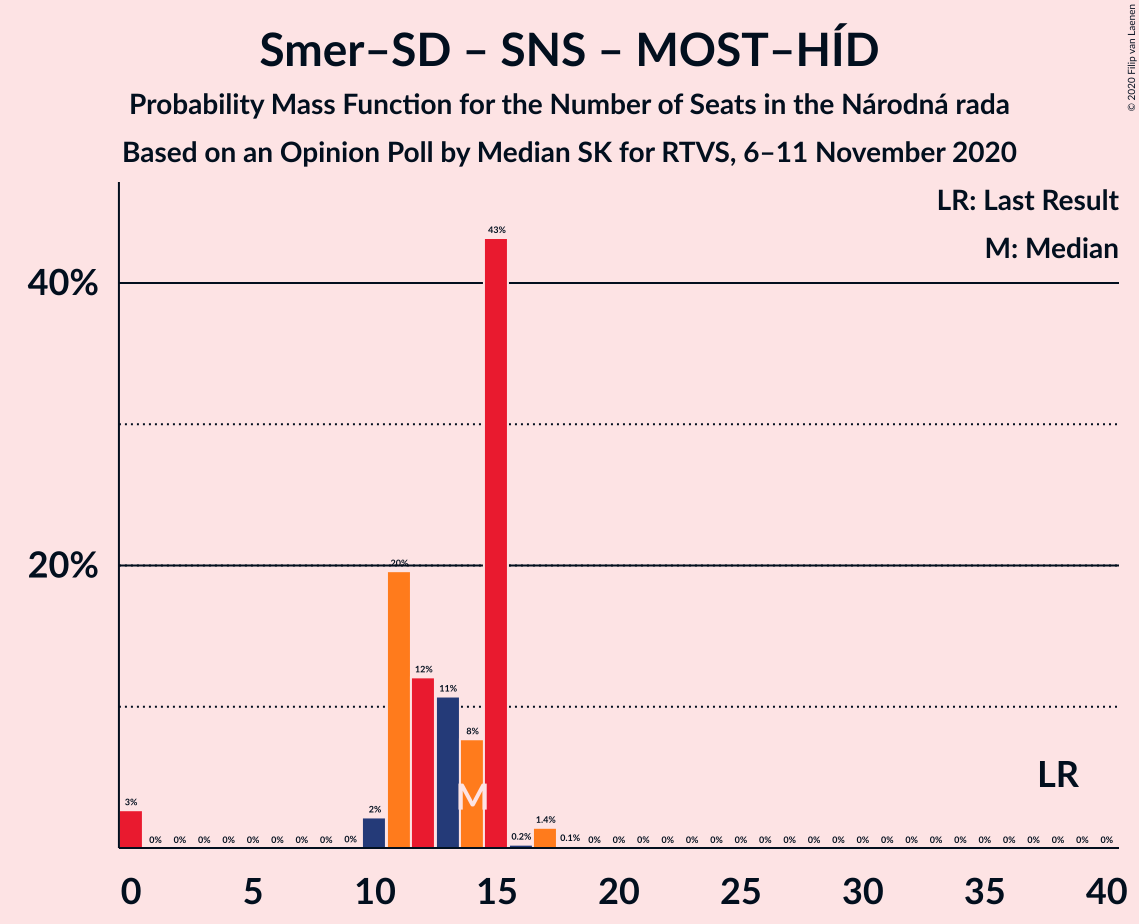 Smer–SD – SNS – MOST–HÍD
Probability Mass Function for the Number of Seats in the Národná rada
Based on an Opinion Poll by Median SK for RTVS, 6–11 November 2020
© 2020 Filip van Laenen
LR: Last Result
M: Median
43%
40%
20%
20%
12%
11%
8%
LR
M
3%
2%
1.4%
0% 0% 0% 0% 0% 0% 0% 0% 0% 0.2% 0.1% 0% 0% 0% 0% 0% 0% 0% 0% 0% 0% 0% 0% 0% 0% 0% 0% 0% 0% 0% 0% 0% 0%
0 5 10 15 20 25 30 35 40